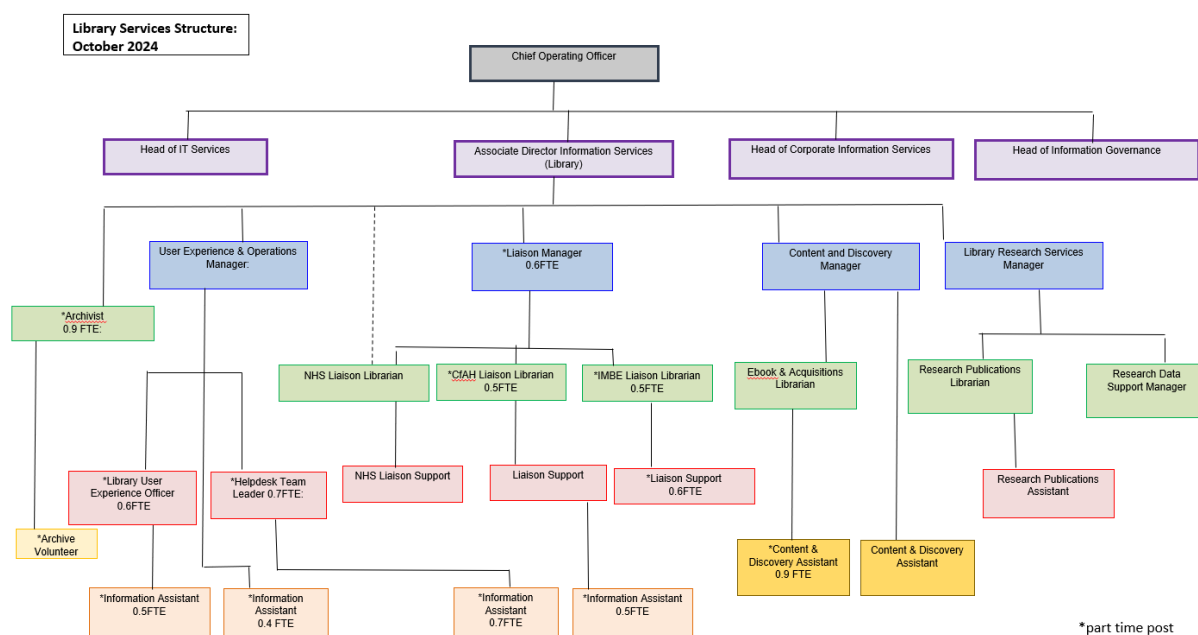 Library Services Structure:
October 2024
Chief Operating Officer
Head of IT Services
Associate Director Information Services
(Library)
Head of Corporate Information Services
Head of Information Governance
User Experience & Operations
Manager:
*Liaison Manager
0.6FTE
Content and Discovery
Manager
Library Research Services
Manager
*Archivist
0.9 FTE:
NHS Liaison Librarian
*CfAH Liaison Librarian
0.5FTE
*IMBE Liaison Librarian
0.5FTE
Ebook & Acquisitions
Librarian
Research Publications
Librarian
Research Data
Support Manager
*Library User
Experience Officer
0.6FTE
*Helpdesk Team
Leader 0.7FTE:
NHS Liaison Support
Liaison Support
*Liaison Support
0.6FTE
Research Publications
Assistant
*Archive
Volunteer
*Content &
Discovery Assistant
0.9 FTE
Content & Discovery
Assistant
*Information Assistant
0.5FTE
*Information
Assistant
0.4 FTE
*Information
Assistant
0.7FTE
*Information Assistant
0.5FTE
*part time post